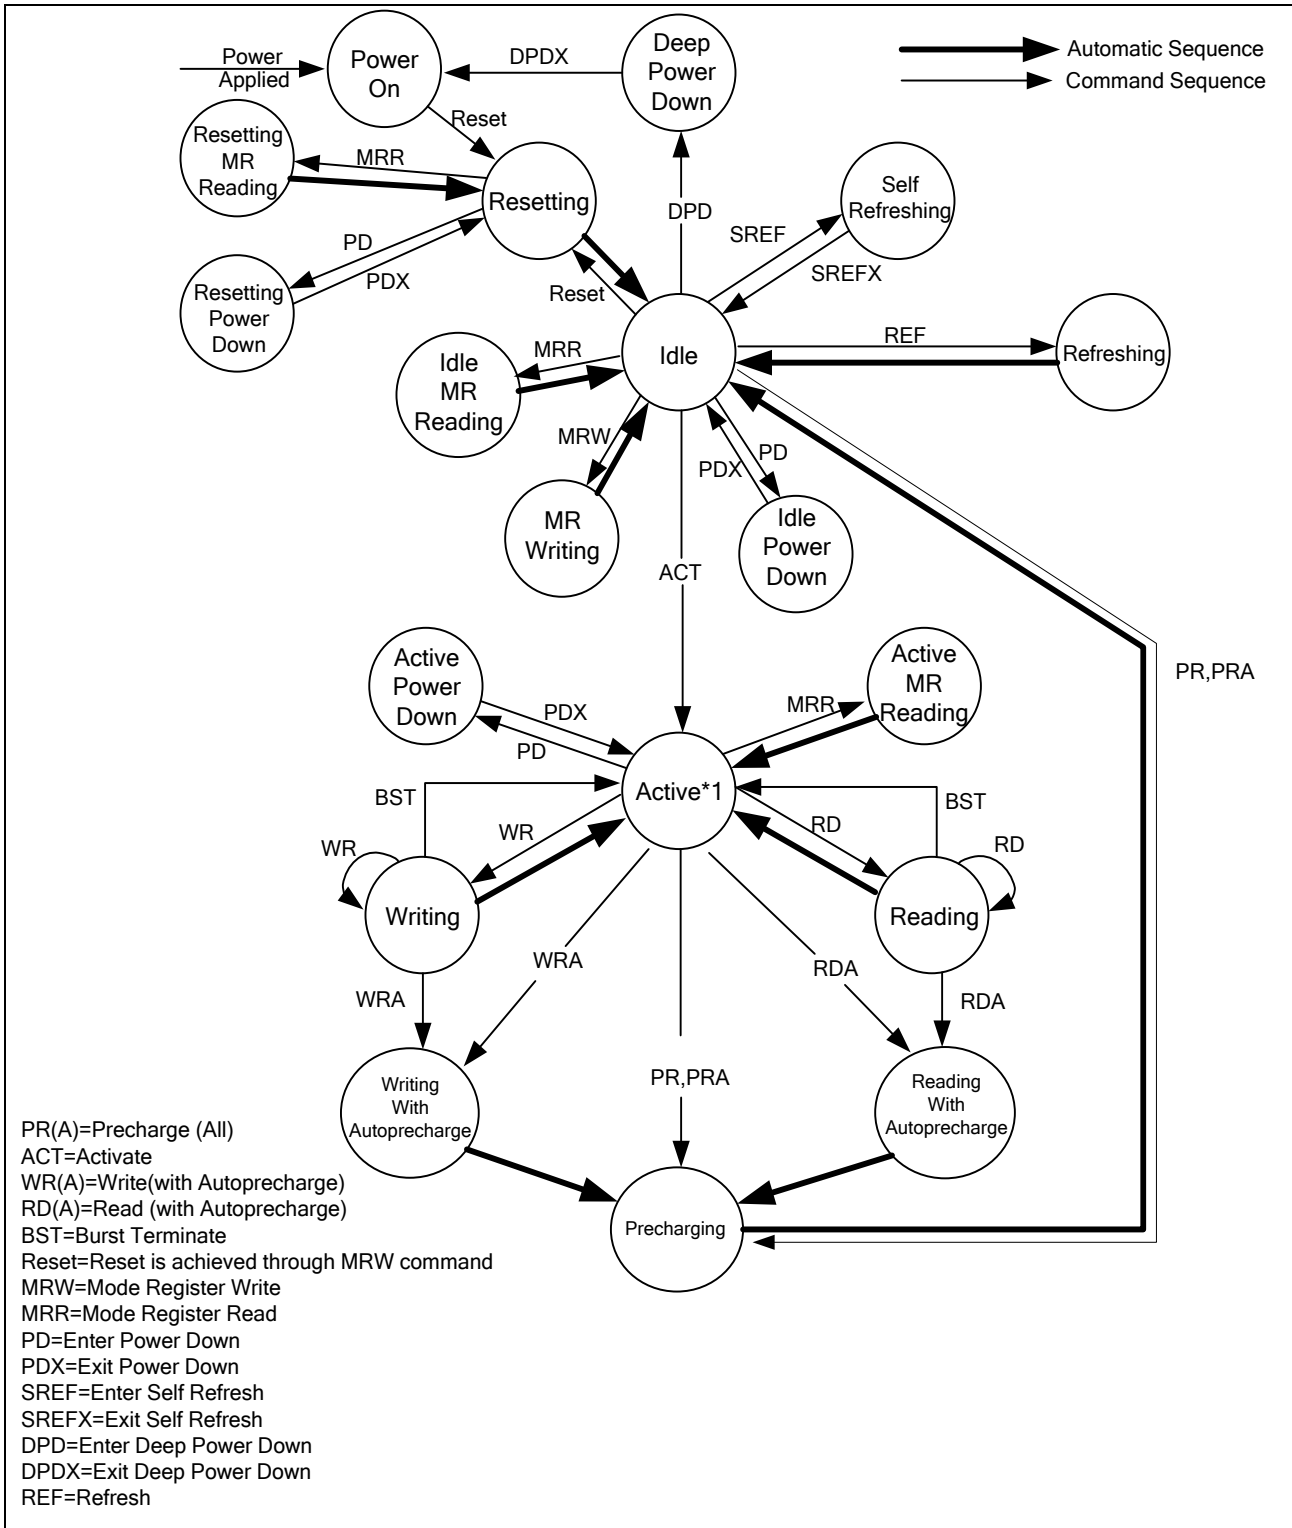 Power
Applied
Power
On
DPDX
Deep
Power
Down
Automatic Sequence
Command Sequence
Reset
Resetting
MR
Reading
MRR
Resetting
PD
PDX
Resetting
Power
Down
DPD
Self
Refreshing
SREF
SREFX
Reset
Idle
REF
Refreshing
MRR
Idle
MR
Reading
MRW
MR
Writing
PD
PDX
Idle
Power
Down
ACT
PR,PRA
Active
Power
Down
PDX
PD
Active
MR
Reading
MRR
Active*1
BST
BST
WR
WR
RD
RD
Writing
Reading
WRA
WRA
RDA
RDA
PR,PRA
Writing
With
Autoprecharge
Reading
With
Autoprecharge
Precharging
PR(A)=Precharge (All)
ACT=Activate
WR(A)=Write(with Autoprecharge)
RD(A)=Read (with Autoprecharge)
BST=Burst Terminate
Reset=Reset is achieved through MRW command
MRW=Mode Register Write
MRR=Mode Register Read
PD=Enter Power Down
PDX=Exit Power Down
SREF=Enter Self Refresh
SREFX=Exit Self Refresh
DPD=Enter Deep Power Down
DPDX=Exit Deep Power Down
REF=Refresh